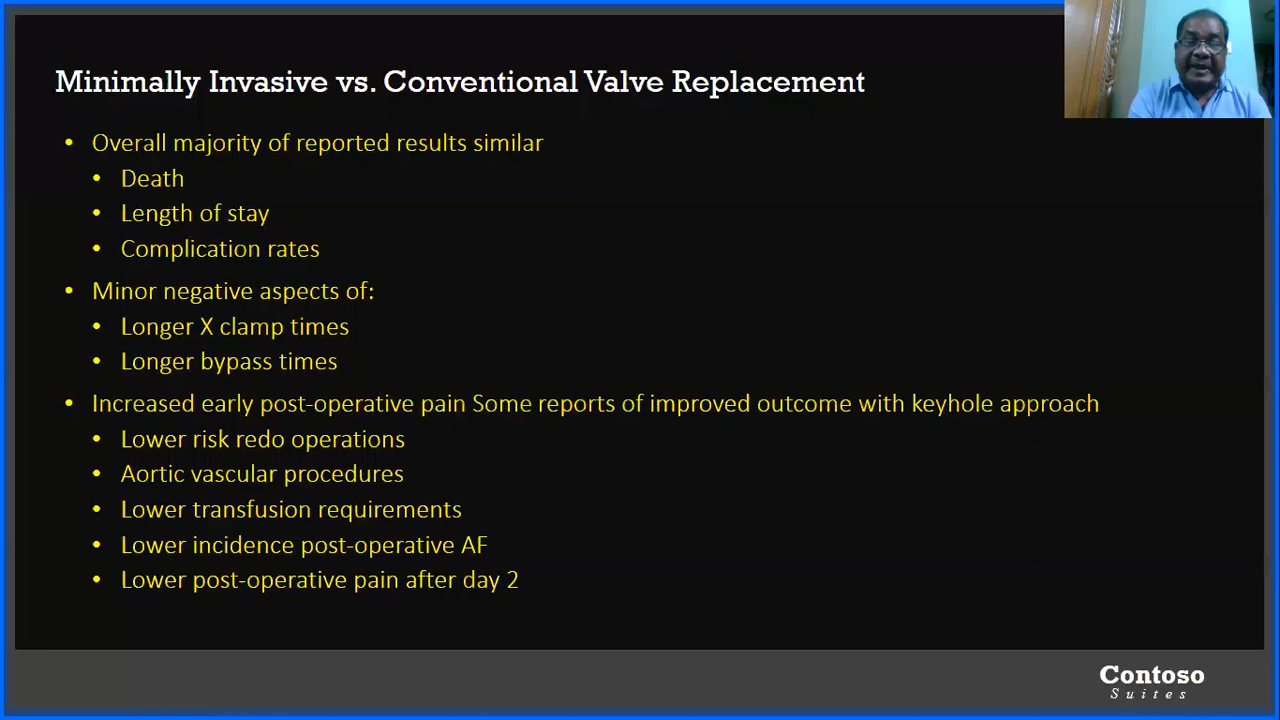 Minimally Invasive vs. Conventional Valve Replacement
• Overall majority of reported results similar
• Death
• Length of stay
• Complication rates
• Minor negative aspects of:
• Longer X clamp times
• Longer bypass times
• Increased early post-operative pain Some reports of improved outcome with keyhole approach
• Lower risk redo operations
• Aortic vascular procedures
• Lower transfusion requirements
• Lower incidence post-operative AF
• Lower post-operative pain after day 2
Contoso
Suites